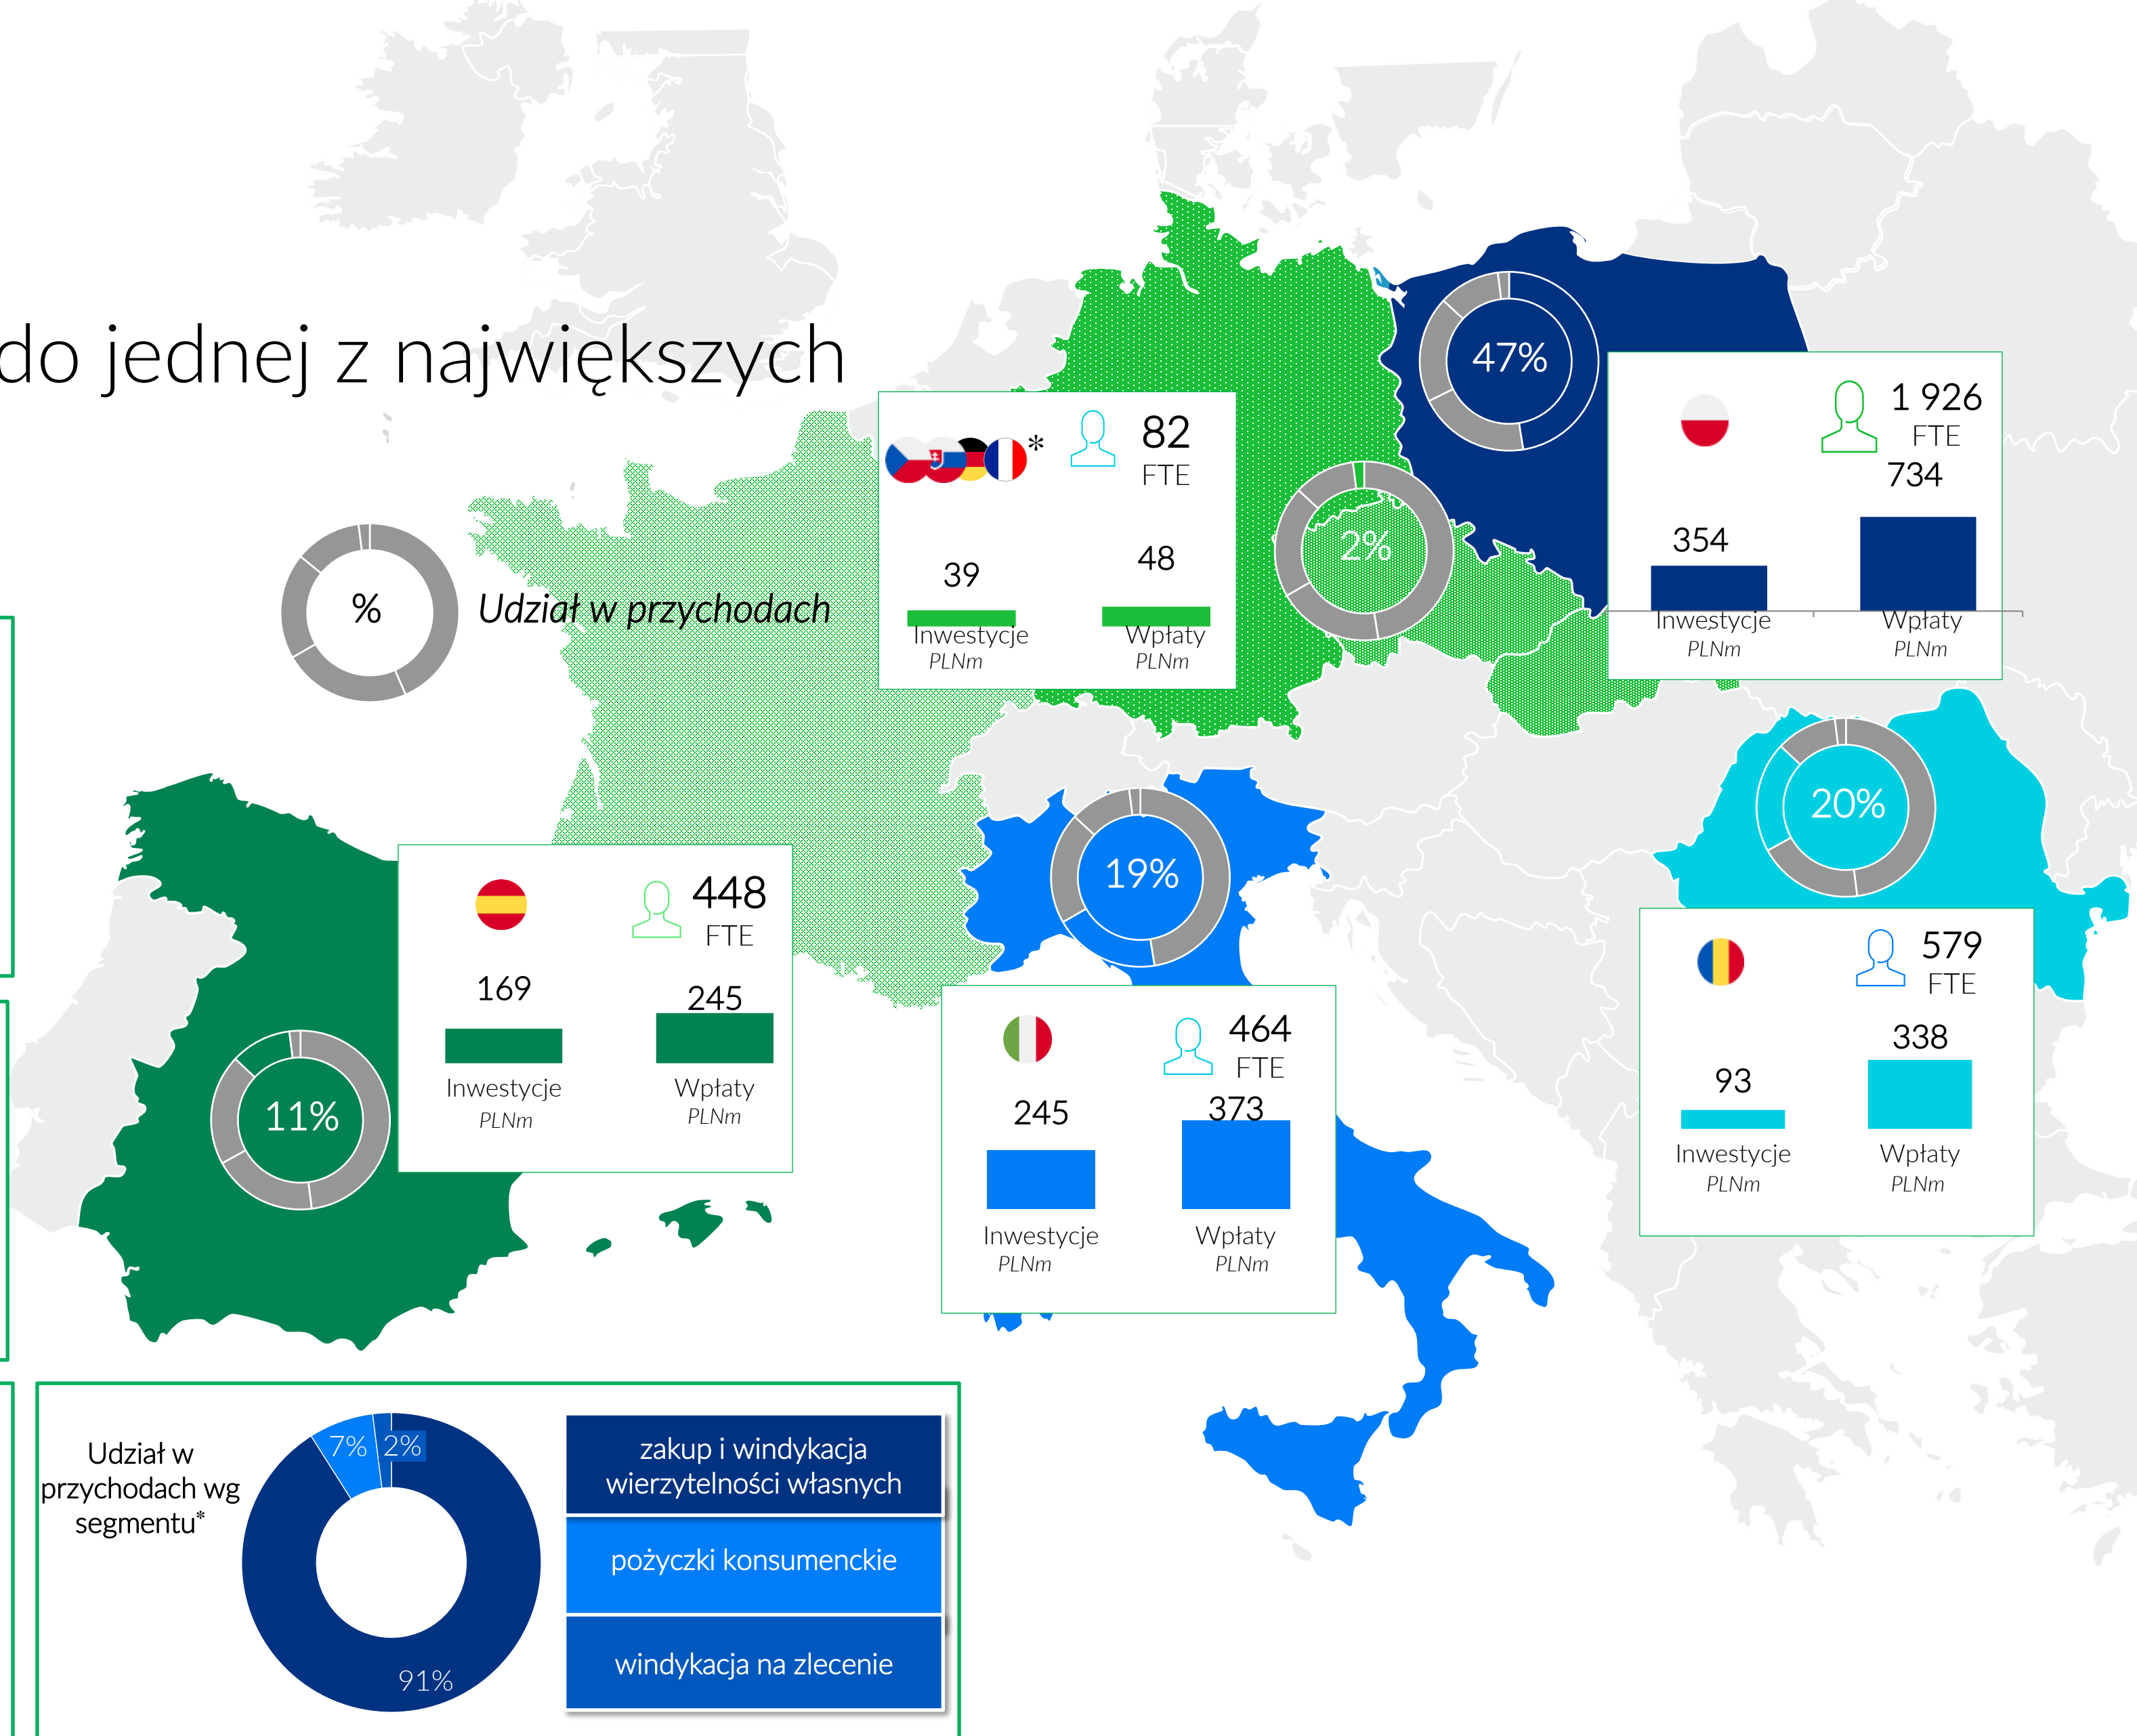 do jednej z największych
%
Udział w przychodach
*
82
FTE
39
48
Inwestycje
PLNm
Wpłaty
PLNm
47%
1 926
FTE
354
734
Inwestycje
PLNm
Wpłaty
PLNm
2%
448
FTE
169
245
Inwestycje
PLNm
Wpłaty
PLNm
11%
19%
464
FTE
245
373
Inwestycje
PLNm
Wpłaty
PLNm
20%
579
FTE
93
338
Inwestycje
PLNm
Wpłaty
PLNm
Udział w
przychodach wg
segmentu*
7%
2%
91%
zakup i windykacja
wierzytelności własnych
pożyczki konsumenckie
windykacja na zlecenie